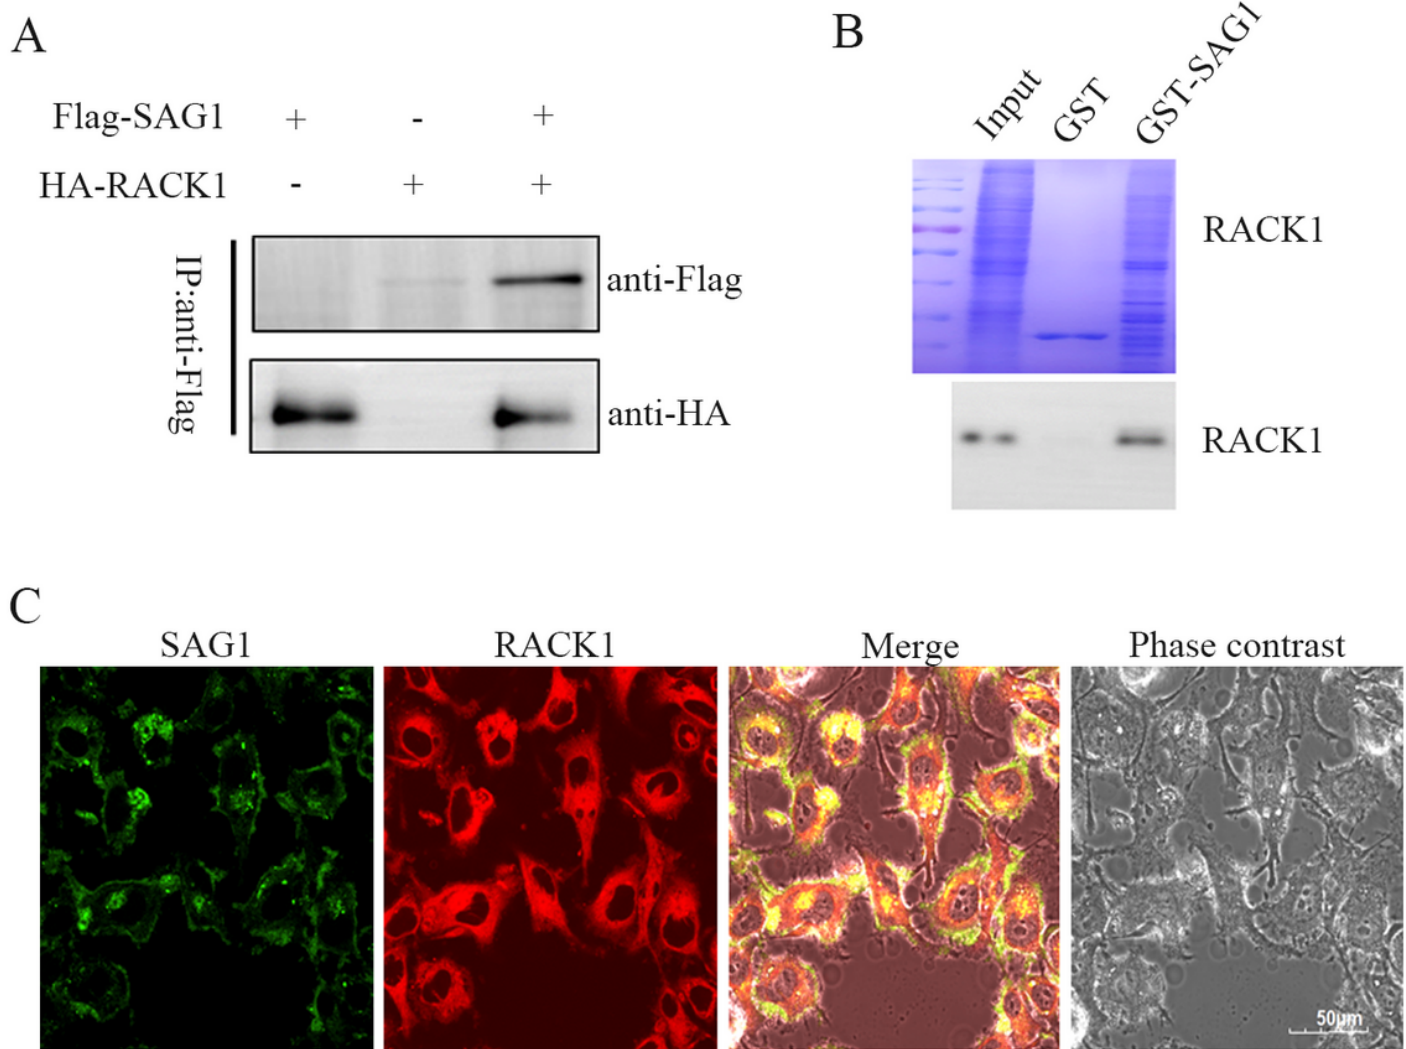 A
Flag-SAG1 + - +
HA-RACK1 - + +
IP:anti-Flag
anti-Flag
anti-HA
B
Input GST GST-SAG1
RACK1
RACK1
C
SAG1 RACK1 Merge Phase contrast
50μm